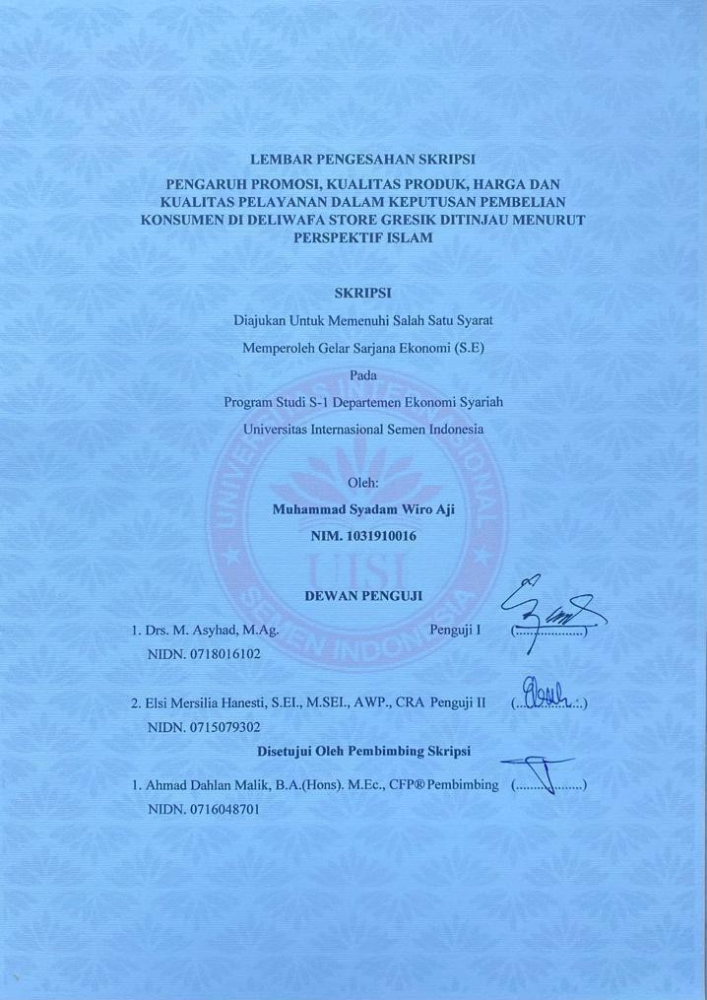 LEMBAR PENGESAHAN SKRIPSI
PENGARUH PROMOSI, KUALITAS PRODUK, HARGA DAN
KUALITAS PELAYANAN DALAM KEPUTUSAN PEMBELIAN
KONSUMEN DI DELIWAFA STORE GRESIK DITINJAU MENURUT
PERSPEKTIF ISLAM
SKRIPSI
Diajukan Untuk Memenuhi Salah Satu Syarat
Memperoleh Gelar Sarjana Ekonomi (S.E)
Pada
Program Studi S-1 Departemen Ekonomi Syariah
Universitas Internasional Semen Indonesia
UNIVERSITAS INTERNASIONAL
UISI
SEMEN INDONESIA
Oleh:
Muhammad Syadam Wiro Aji
NIM. 1031910016
DEWAN PENGUJI
1. Drs. M. Asyhad, M.Ag. Penguji I (....................)
NIDN. 0718016102
2. Elsi Mersilia Hanesti, S.EI., M.SEI., AWP., CRA Penguji II (....................)
NIDN. 0715079302
Disetujui Oleh Pembimbing Skripsi
1. Ahmad Dahlan Malik, B.A.(Hons). M.Ec., CFP® Pembimbing (....................)
NIDN. 0716048701